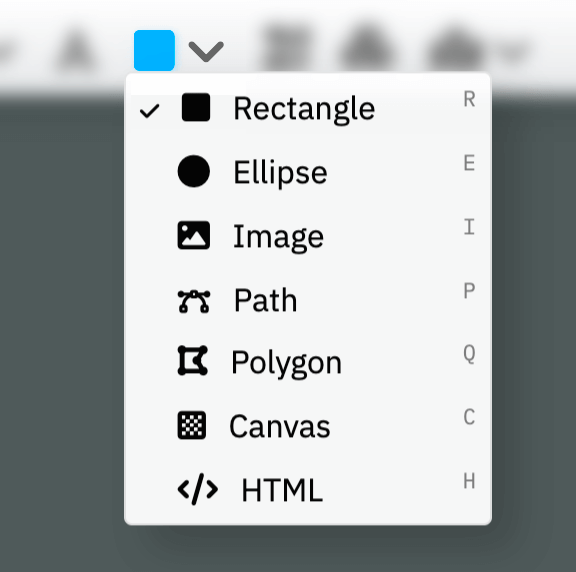 Rectangle R
Ellipse E
Image I
Path P
Polygon Q
Canvas C
HTML H